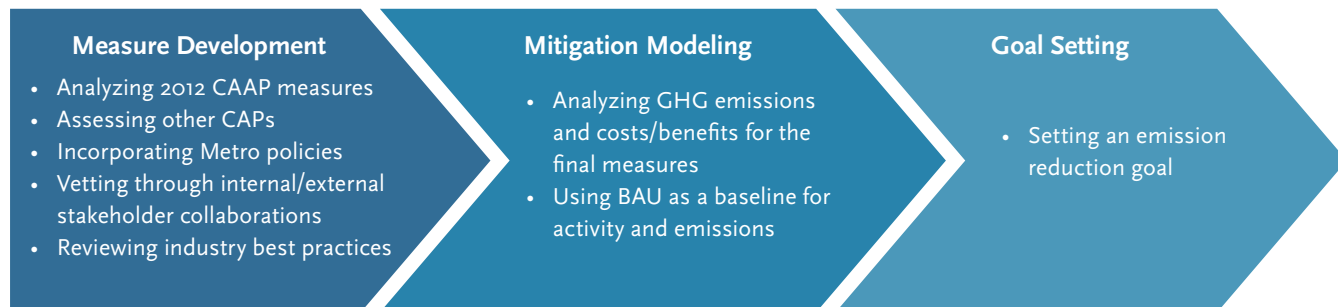 Measure Development
• Analyzing 2012 CAAP measures
• Assessing other CAPs
• Incorporating Metro policies
• Vetting through internal/external
stakeholder collaborations
• Reviewing industry best practices
Mitigation Modeling
• Analyzing GHG emissions
and costs/benefits for the
final measures
• Using BAU as a baseline for
activity and emissions
Goal Setting
• Setting an emission
reduction goal